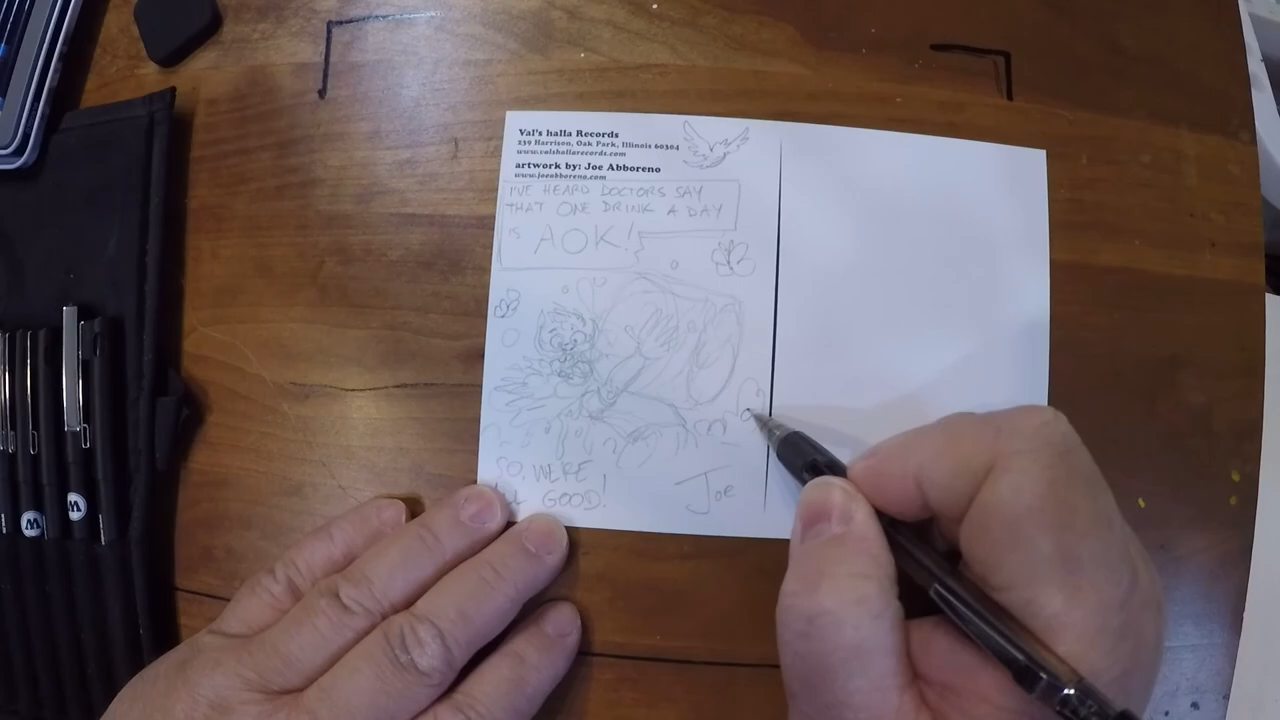 Val's halla Records
239 Harrison, Oak Park, Illinois 60304
www.valshallarecords.com
artwork by: Joe Abboreno
www.joeabboreno.com
I'VE HEARD DOCTORS SAY
THAT ONE DRINK A DAY
IS AOK!
SO, WE'RE
GOOD!
Joe